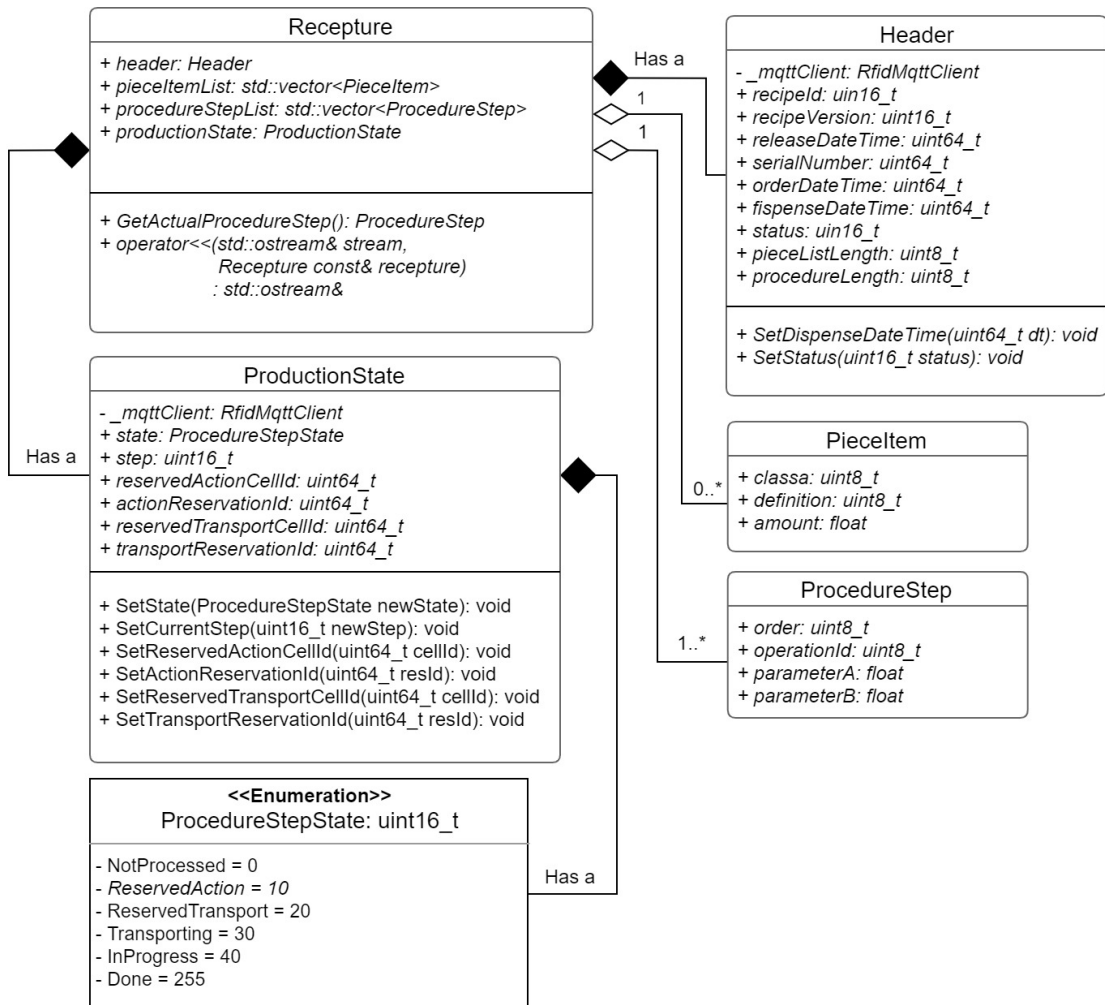 Recepture
+ header: Header
+ pieceItemList: std::vector<PieceItem>
+ procedureStepList: std::vector<ProcedureStep>
+ productionState: ProductionState
+ GetActualProcedureStep(): ProcedureStep
+ operator<<(std::ostream& stream,
Recepture const& recepture)
: std::ostream&
Has a
1
1
Header
- _mqttClient: RfidMqttClient
+ recipeId: uin16_t
+ recipeVersion: uint16_t
+ releaseDateTime: uint64_t
+ serialNumber: uint64_t
+ orderDateTime: uint64_t
+ fispenseDateTime: uint64_t
+ status: uin16_t
+ pieceListLength: uint8_t
+ procedureLength: uint8_t
+ SetDispenseDateTime(uint64_t dt): void
+ SetStatus(uint16_t status): void
ProductionState
- _mqttClient: RfidMqttClient
+ state: ProcedureStepState
+ step: uint16_t
+ reservedActionCellId: uint64_t
+ actionReservationId: uint64_t
+ reservedTransportCellId: uint64_t
+ transportReservationId: uint64_t
+ SetState(ProcedureStepState newState): void
+ SetCurrentStep(uint16_t newStep): void
+ SetReservedActionCellId(uint64_t cellId): void
+ SetActionReservationId(uint64_t resId): void
+ SetReservedTransportCellId(uint64_t cellId): void
+ SetTransportReservationId(uint64_t resId): void
Has a
PieceItem
+ classa: uint8_t
+ definition: uint8_t
+ amount: float
0..*
ProcedureStep
+ order: uint8_t
+ operationId: uint8_t
+ parameterA: float
+ parameterB: float
1..*
<<Enumeration>>
ProcedureStepState: uint16_t
- NotProcessed = 0
- ReservedAction = 10
- ReservedTransport = 20
- Transporting = 30
- InProgress = 40
- Done = 255
Has a